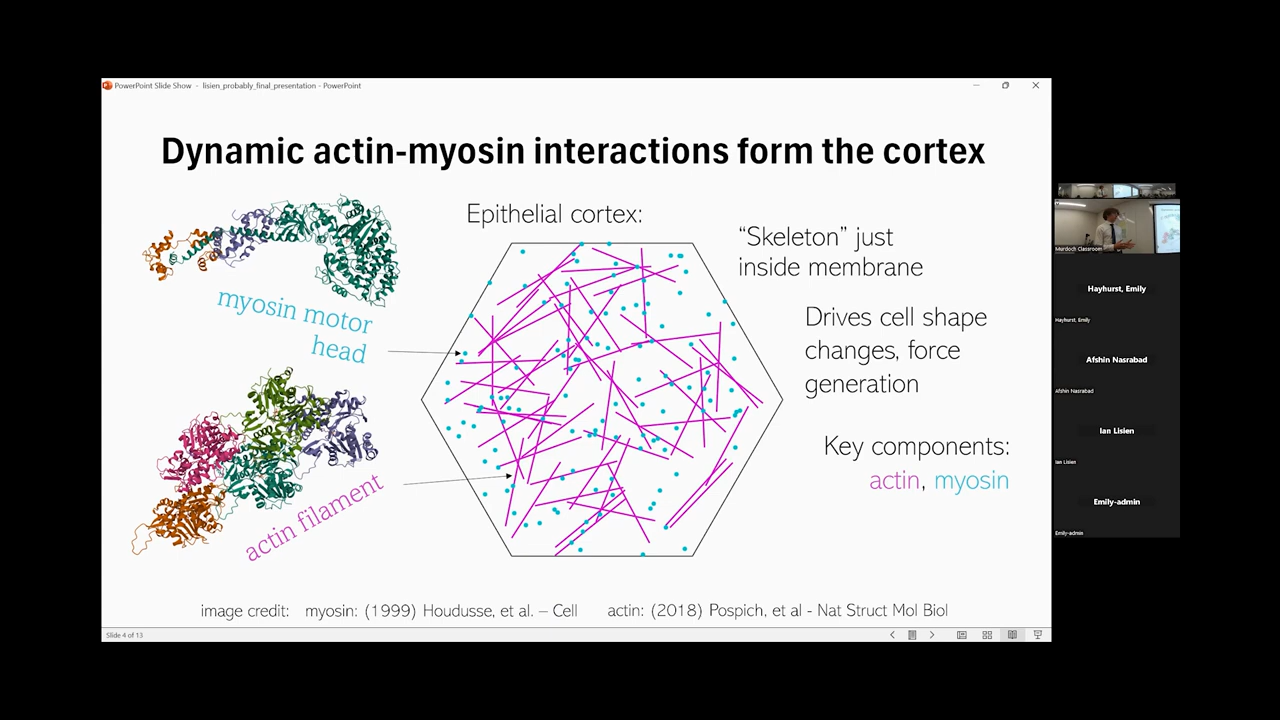 PowerPoint Slide Show - lisien_probably_final_presentation - PowerPoint
Dynamic actin-myosin interactions form the cortex
Epithelial cortex:
"Skeleton" just
inside membrane
myosin motor
head
Drives cell shape
changes, force
generation
Key components:
actin, myosin
actin filament
image credit: myosin: (1999) Houdusse, et al. – Cell actin: (2018) Pospich, et al - Nat Struct Mol Biol
Slide 4 of 13
Murdoch Classroom
Hayhurst, Emily
Hayhurst, Emily
Afshin Nasrabad
Afshin Nasrabad
Ian Lisien
Ian Lisien
Emily-admin
Emily-admin